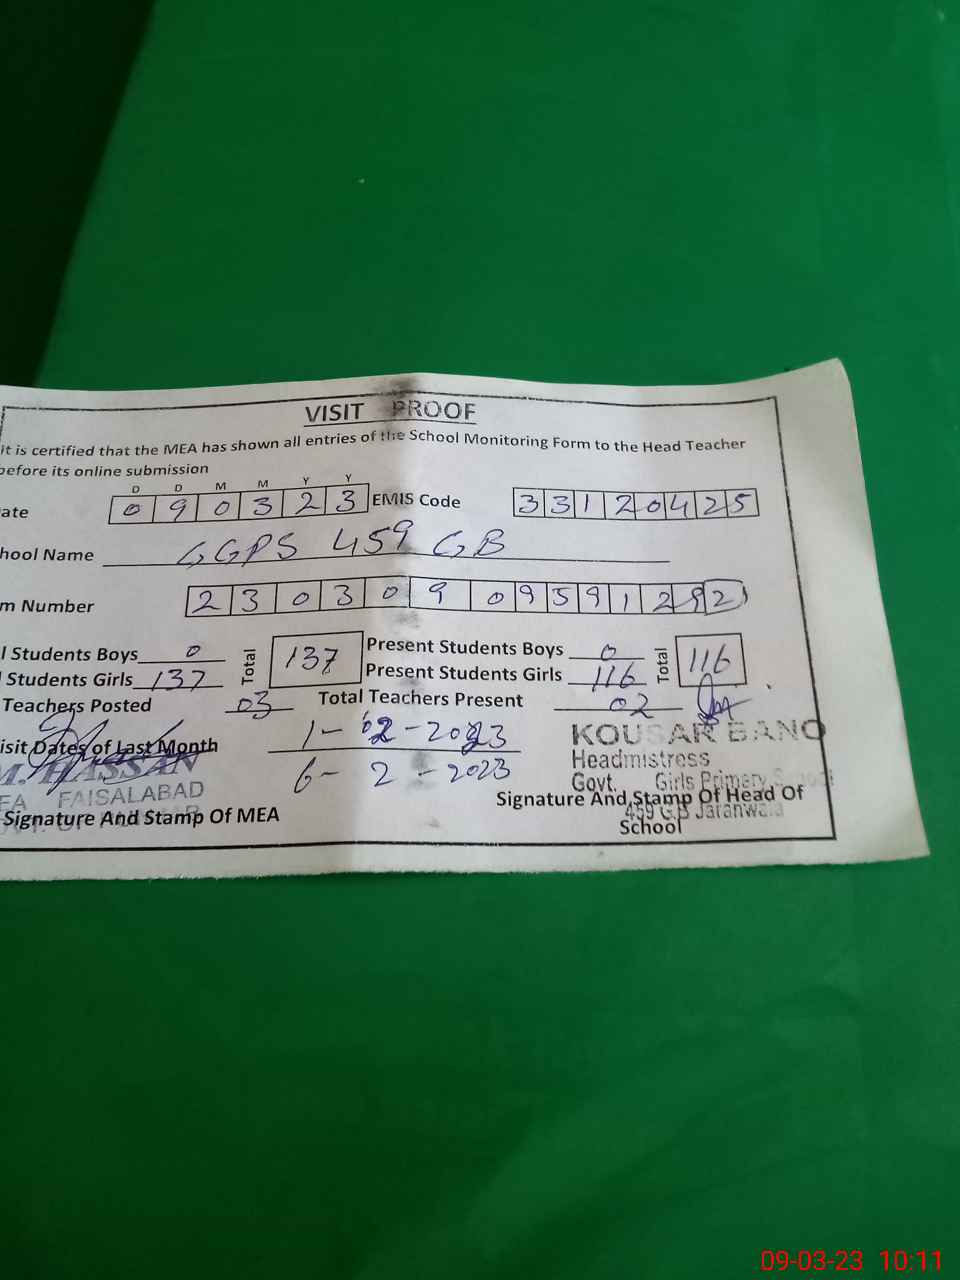 VISIT PROOF
it is certified that the MEA has shown all entries of the School Monitoring Form to the Head Teacher
before its online submission
D D M M Y Y
ate 0 9 0 3 2 3 EMIS Code 3 3 1 2 0 4 2 5
hool Name GGPS 459 GB
m Number 2 3 0 3 0 9 0 9 5 9 1 2
l Students Boys 0 Total 137 Present Students Boys 0 Total 116
Students Girls 137 Present Students Girls 116
Teachers Posted 03 Total Teachers Present 02
isit Dates of Last Month 1-02-2023
6-2-2023
M. HASSAN
EA FAISALABAD
Signature And Stamp Of MEA
KOUSAR BANO
Headmistress
Govt. Girls Primary School
459 G.B Jaranwala
Signature And Stamp Of Head Of
School
09-03-23 10:11